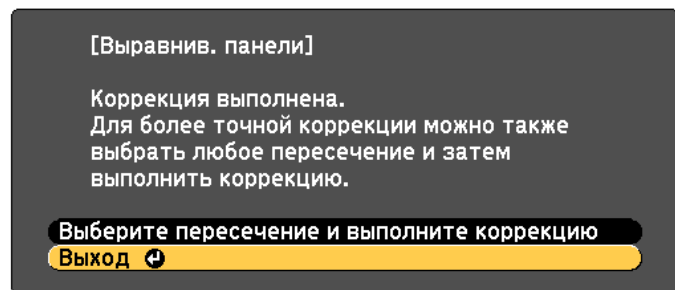 [Выравнив. панели]
Коррекция выполнена.
Для более точной коррекции можно также
выбрать любое пересечение и затем
выполнить коррекцию.
Выберите пересечение и выполните коррекцию
Выход